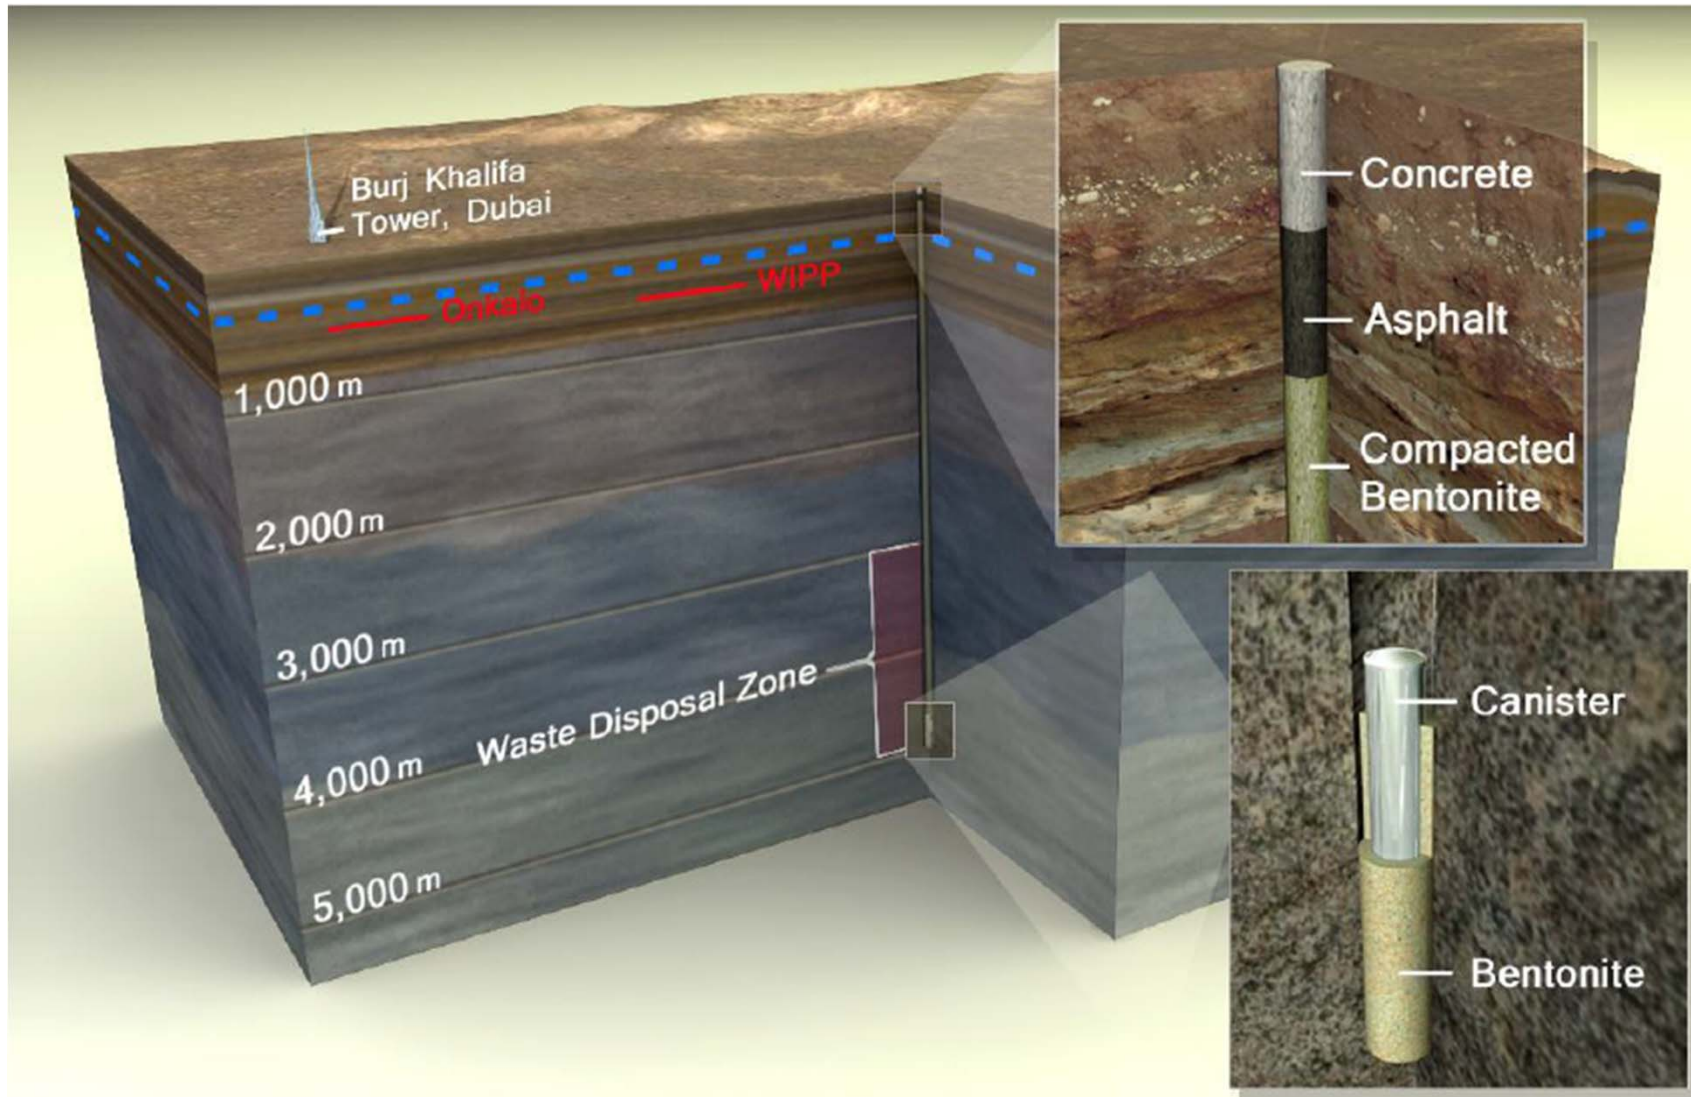 Burj Khalifa
Tower, Dubai
Onkalo
WIPP
1,000 m
2,000 m
3,000 m
Waste Disposal Zone
4,000 m
5,000 m
Concrete
Asphalt
Compacted
Bentonite
Canister
Bentonite